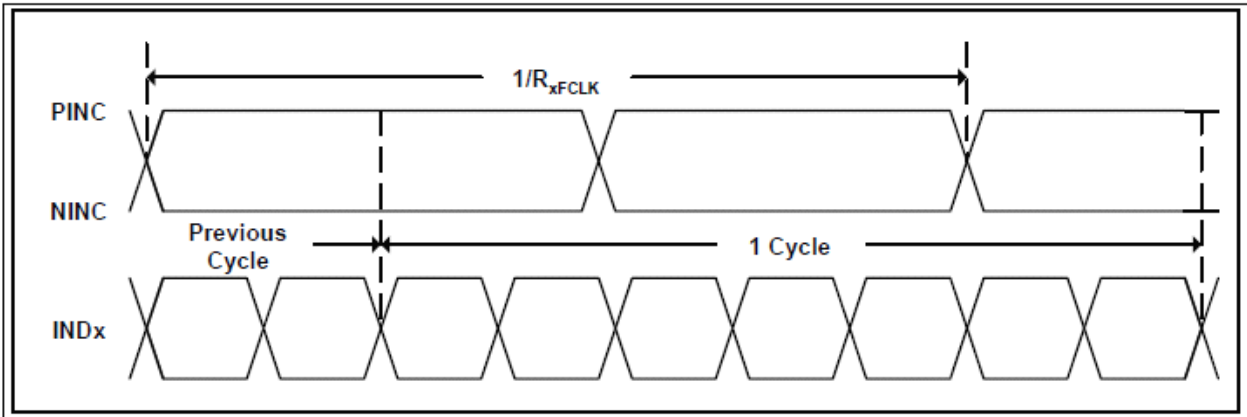 1/RxFCLK
PINC
NINC
Previous
Cycle
1 Cycle
INDx